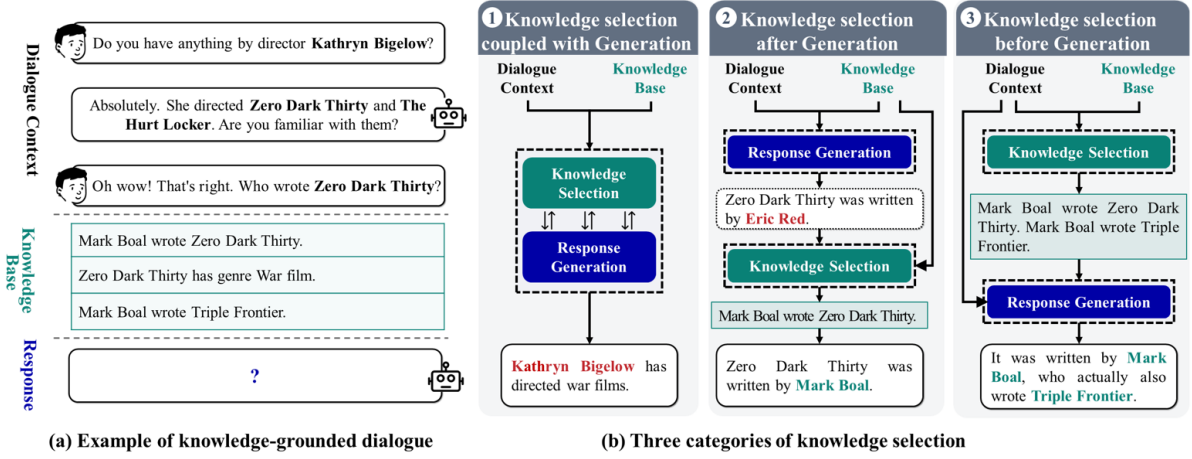 Dialogue Context
Do you have anything by director Kathryn Bigelow?
Absolutely. She directed Zero Dark Thirty and The
Hurt Locker. Are you familiar with them?
Oh wow! That's right. Who wrote Zero Dark Thirty?
Knowledge
Base
Mark Boal wrote Zero Dark Thirty.
Zero Dark Thirty has genre War film.
Mark Boal wrote Triple Frontier.
Response
?
(a) Example of knowledge-grounded dialogue
1 Knowledge selection
coupled with Generation
Dialogue
Context
Knowledge
Base
Knowledge
Selection
Response
Generation
Kathryn Bigelow has
directed war films.
2 Knowledge selection
after Generation
Dialogue
Context
Knowledge
Base
Response Generation
Zero Dark Thirty was written
by Eric Red.
Knowledge Selection
Mark Boal wrote Zero Dark Thirty.
Zero Dark Thirty was
written by Mark Boal.
3 Knowledge selection
before Generation
Dialogue
Context
Knowledge
Base
Knowledge Selection
Mark Boal wrote Zero Dark
Thirty. Mark Boal wrote Triple
Frontier.
Response Generation
It was written by Mark
Boal, who actually also
wrote Triple Frontier.
(b) Three categories of knowledge selection